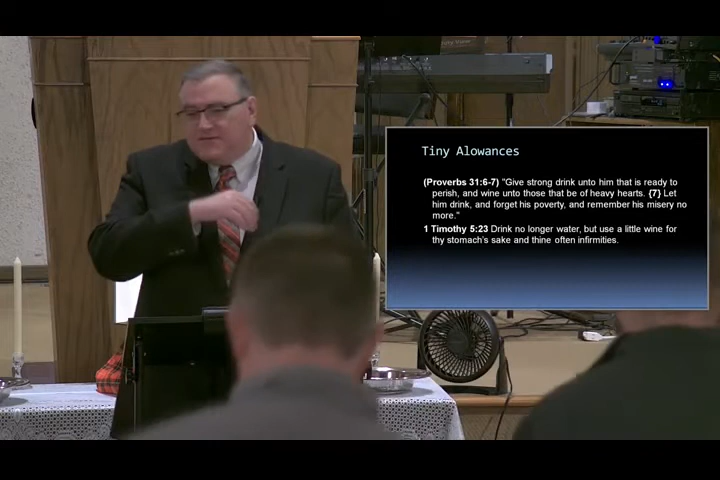 Tiny Alowances
(Proverbs 31:6-7) "Give strong drink unto him that is ready to
perish, and wine unto those that be of heavy hearts. {7} Let
him drink, and forget his poverty, and remember his misery no
more."
1 Timothy 5:23 Drink no longer water, but use a little wine for
thy stomach's sake and thine often infirmities.